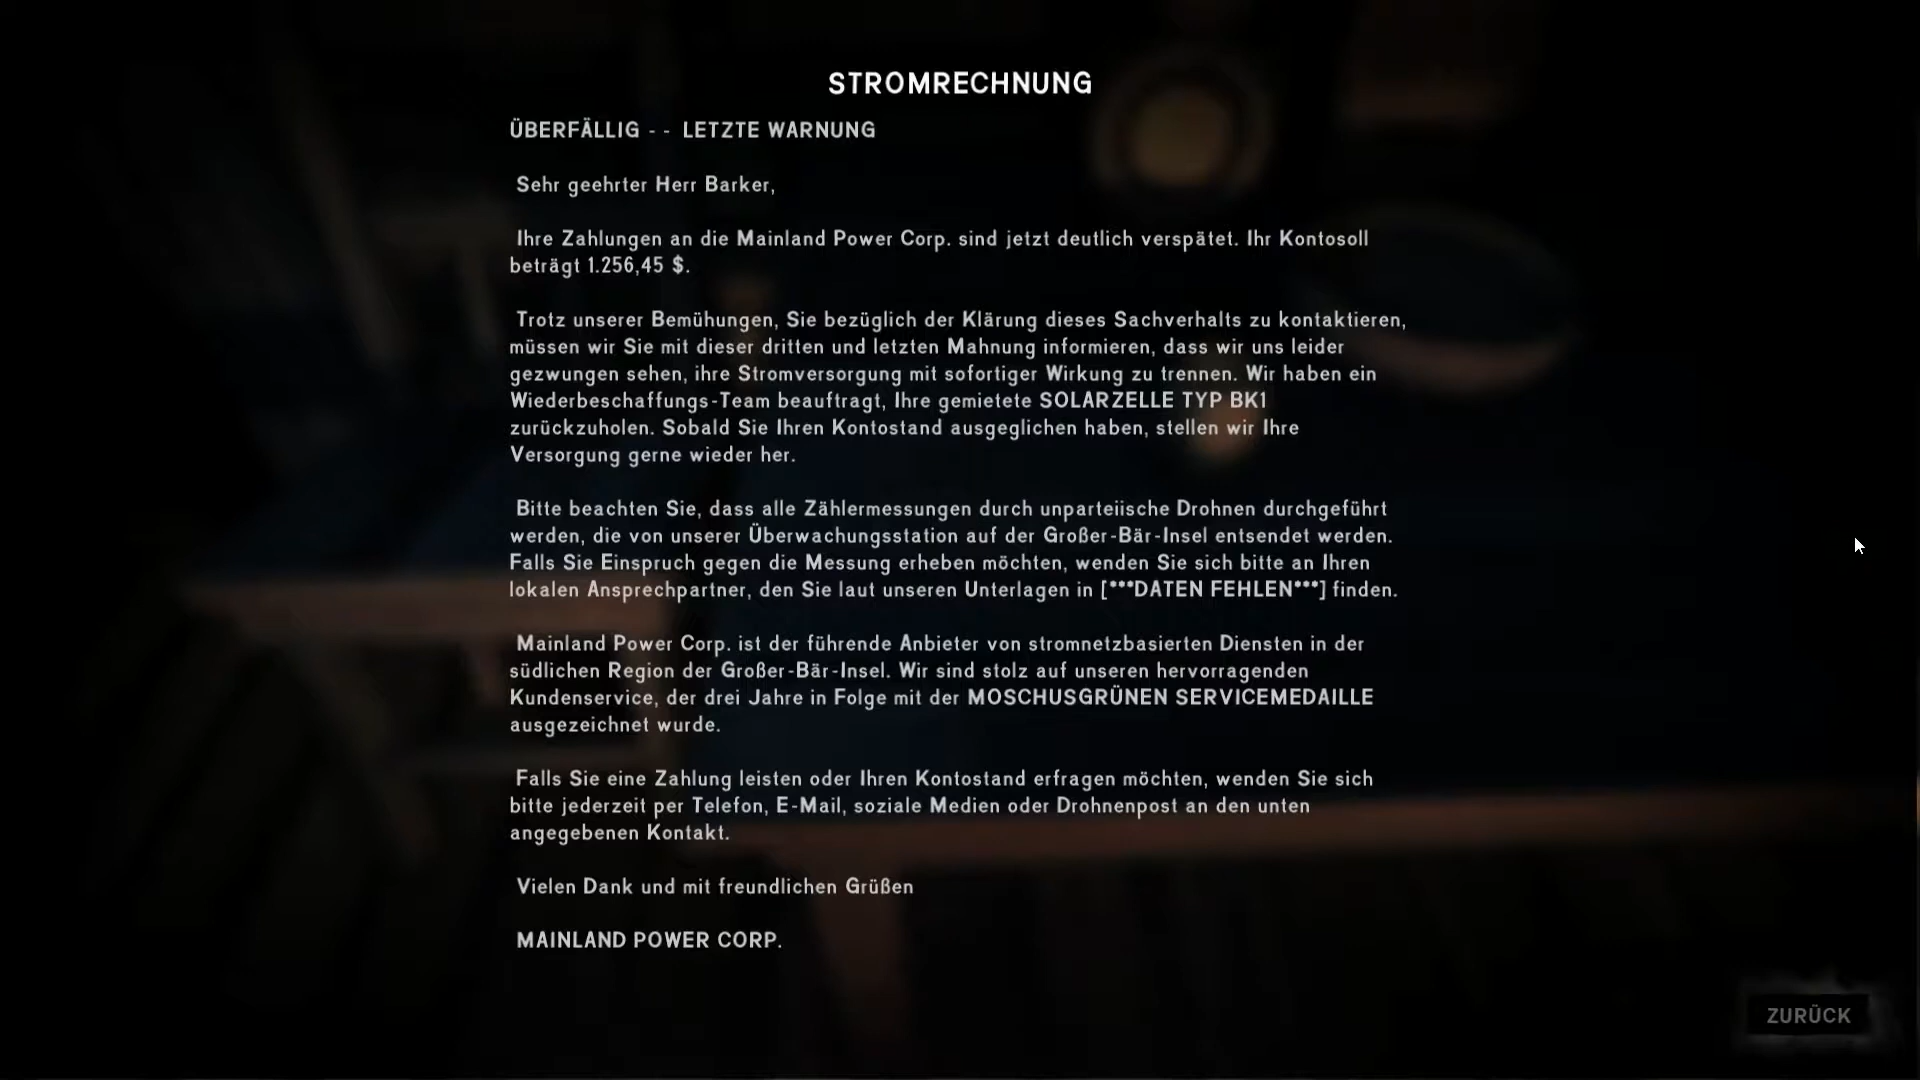 STROMRECHNUNG
ÜBERFÄLLIG -- LETZTE WARNUNG
Sehr geehrter Herr Barker,
Ihre Zahlungen an die Mainland Power Corp. sind jetzt deutlich verspätet. Ihr Kontosoll
beträgt 1.256,45 $.
Trotz unserer Bemühungen, Sie bezüglich der Klärung dieses Sachverhalts zu kontaktieren,
müssen wir Sie mit dieser dritten und letzten Mahnung informieren, dass wir uns leider
gezwungen sehen, ihre Stromversorgung mit sofortiger Wirkung zu trennen. Wir haben ein
Wiederbeschaffungs-Team beauftragt, Ihre gemietete SOLARZELLE TYP BK1
zurückzuholen. Sobald Sie Ihren Kontostand ausgeglichen haben, stellen wir Ihre
Versorgung gerne wieder her.
Bitte beachten Sie, dass alle Zählermessungen durch unparteiische Drohnen durchgeführt
werden, die von unserer Überwachungsstation auf der Großer-Bär-Insel entsendet werden.
Falls Sie Einspruch gegen die Messung erheben möchten, wenden Sie sich bitte an Ihren
lokalen Ansprechpartner, den Sie laut unseren Unterlagen in [***DATEN FEHLEN***] finden.
Mainland Power Corp. ist der führende Anbieter von stromnetzbasierten Diensten in der
südlichen Region der Großer-Bär-Insel. Wir sind stolz auf unseren hervorragenden
Kundenservice, der drei Jahre in Folge mit der MOSCHUSGRÜNEN SERVICEMEDAILLE
ausgezeichnet wurde.
Falls Sie eine Zahlung leisten oder Ihren Kontostand erfragen möchten, wenden Sie sich
bitte jederzeit per Telefon, E-Mail, soziale Medien oder Drohnenpost an den unten
angegebenen Kontakt.
Vielen Dank und mit freundlichen Grüßen
MAINLAND POWER CORP.
ZURÜCK